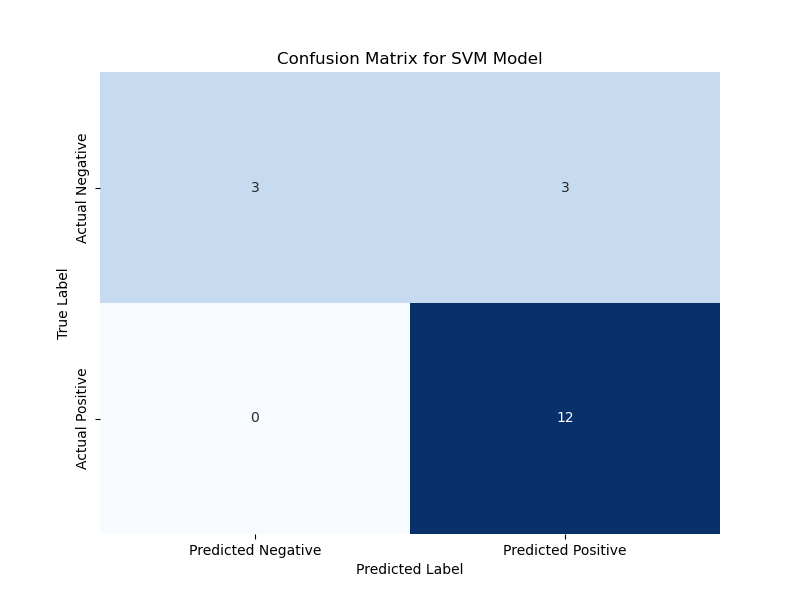 Confusion Matrix for SVM Model
Actual Negative
3
3
True Label
Actual Positive
0
12
Predicted Negative
Predicted Positive
Predicted Label